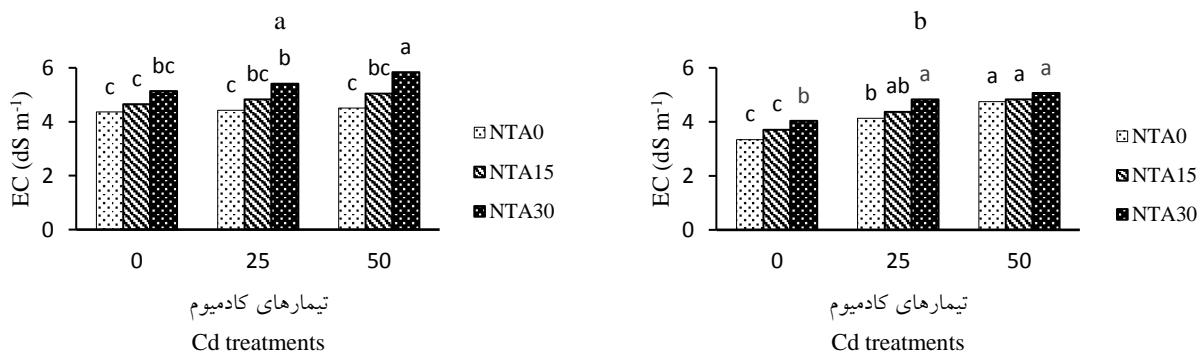 a
c c bc c bc b c bc a
6
4
2
0
EC (dS m-1)
0 25 50
تیمارهای کادمیوم
Cd treatments
NTA0
NTA15
NTA30
b
c c b b ab a a a a
6
4
2
0
EC (dS m-1)
0 25 50
تیمارهای کادمیوم
Cd treatments
NTA0
NTA15
NTA30